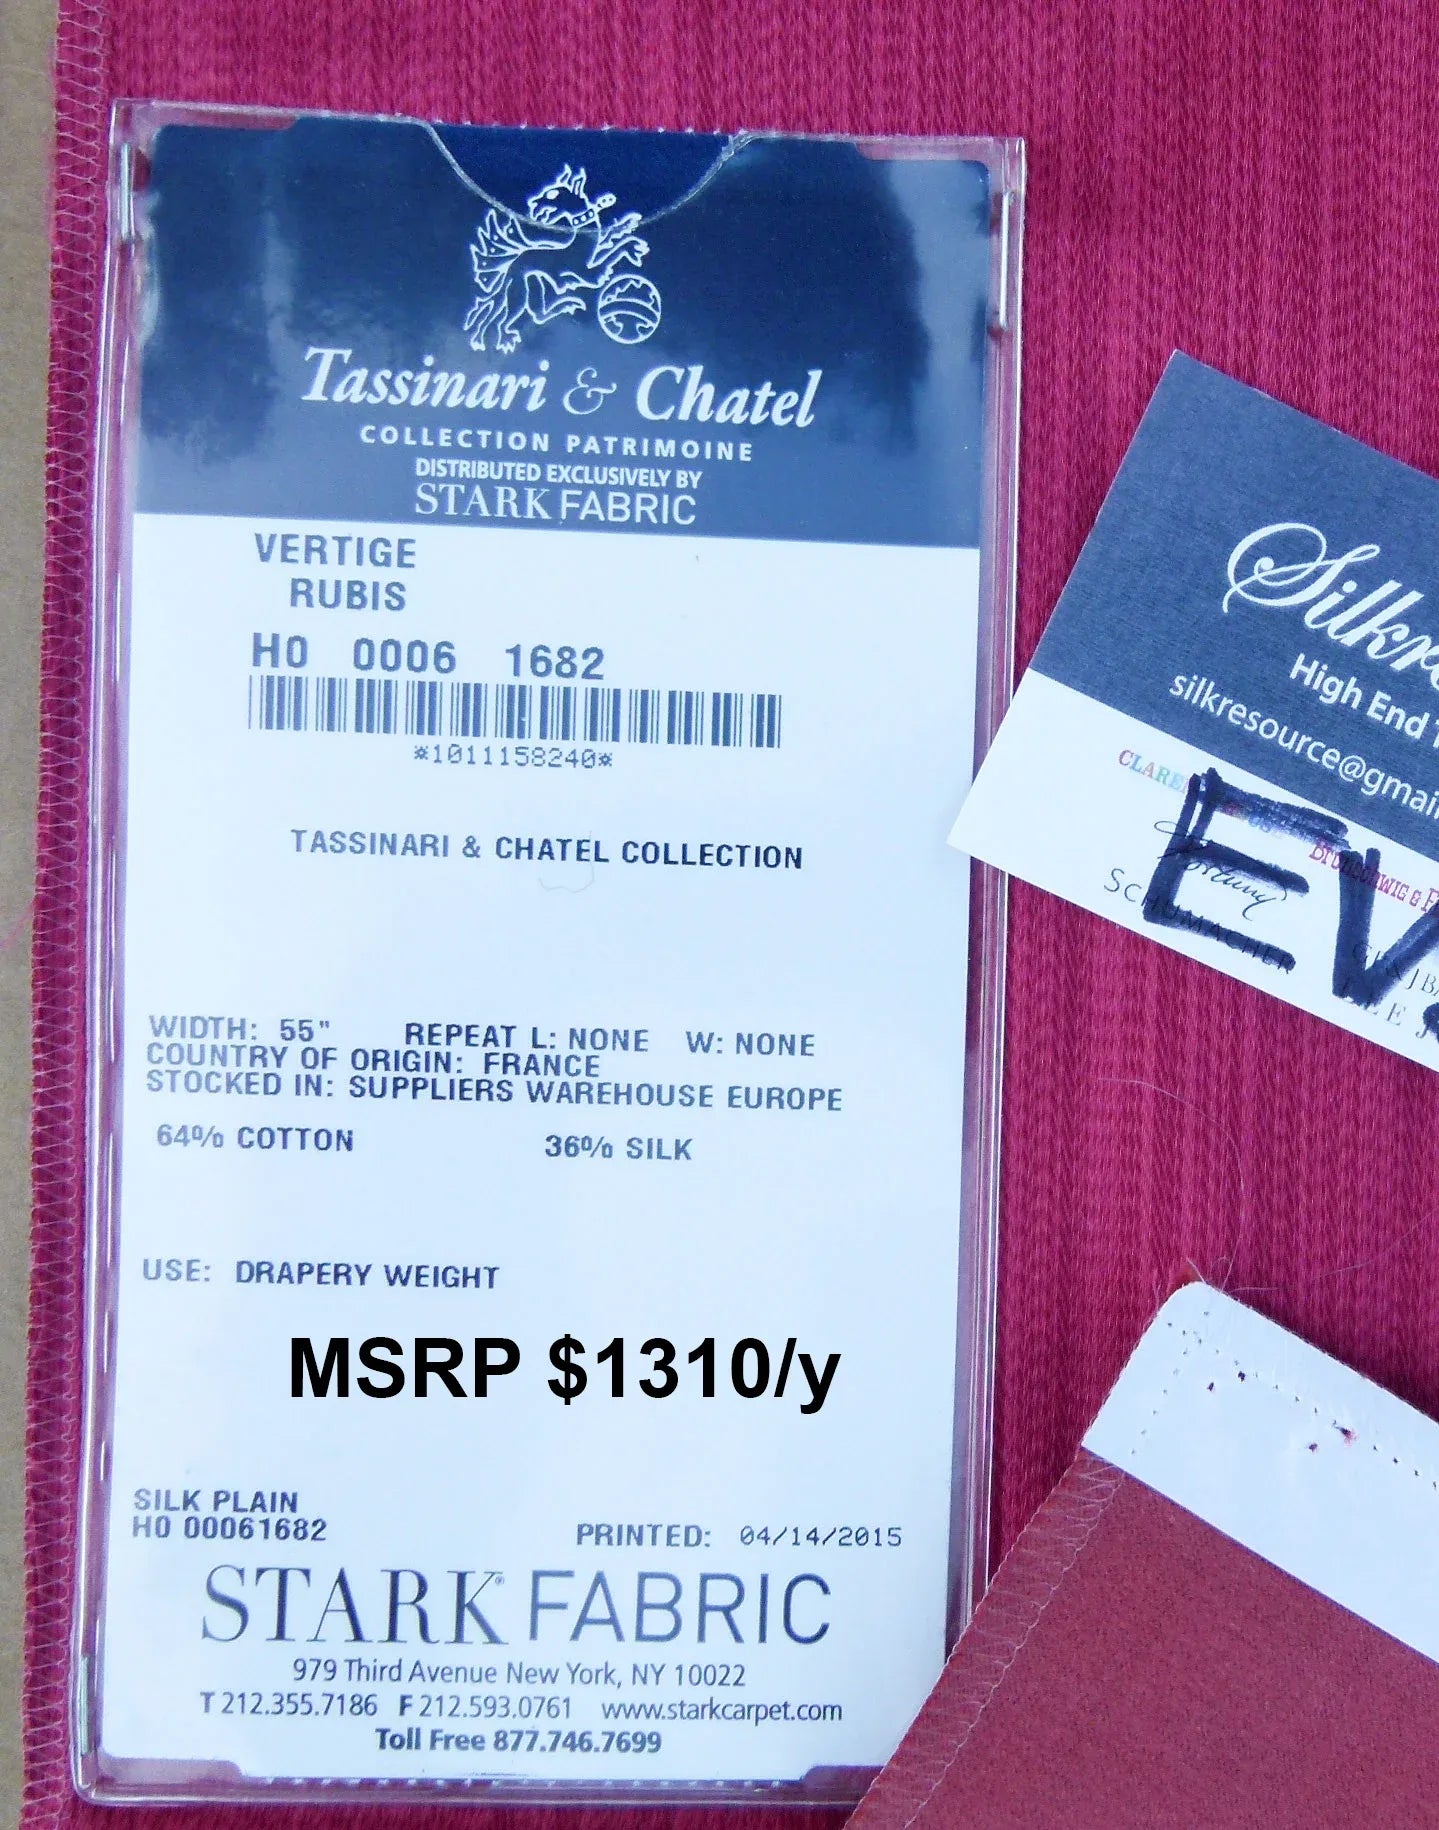 Tassinari & Chatel
COLLECTION PATRIMOINE
DISTRIBUTED EXCLUSIVELY BY
STARK FABRIC
VERTIGE
RUBIS
H0 0006 1682
*1011158240*
TASSINARI & CHATEL COLLECTION
WIDTH: 55" REPEAT L: NONE W: NONE
COUNTRY OF ORIGIN: FRANCE
STOCKED IN: SUPPLIERS WAREHOUSE EUROPE
64% COTTON 36% SILK
USE: DRAPERY WEIGHT
MSRP $1310/y
SILK PLAIN
H0 00061682 PRINTED: 04/14/2015
STARK FABRIC
979 Third Avenue New York, NY 10022
T 212.355.7186 F 212.593.0761 www.starkcarpet.com
Toll Free 877.746.7699
Silkre
High End
silkresource@gmai
CLAREN
Fortuny
SCHUMACHER
EV